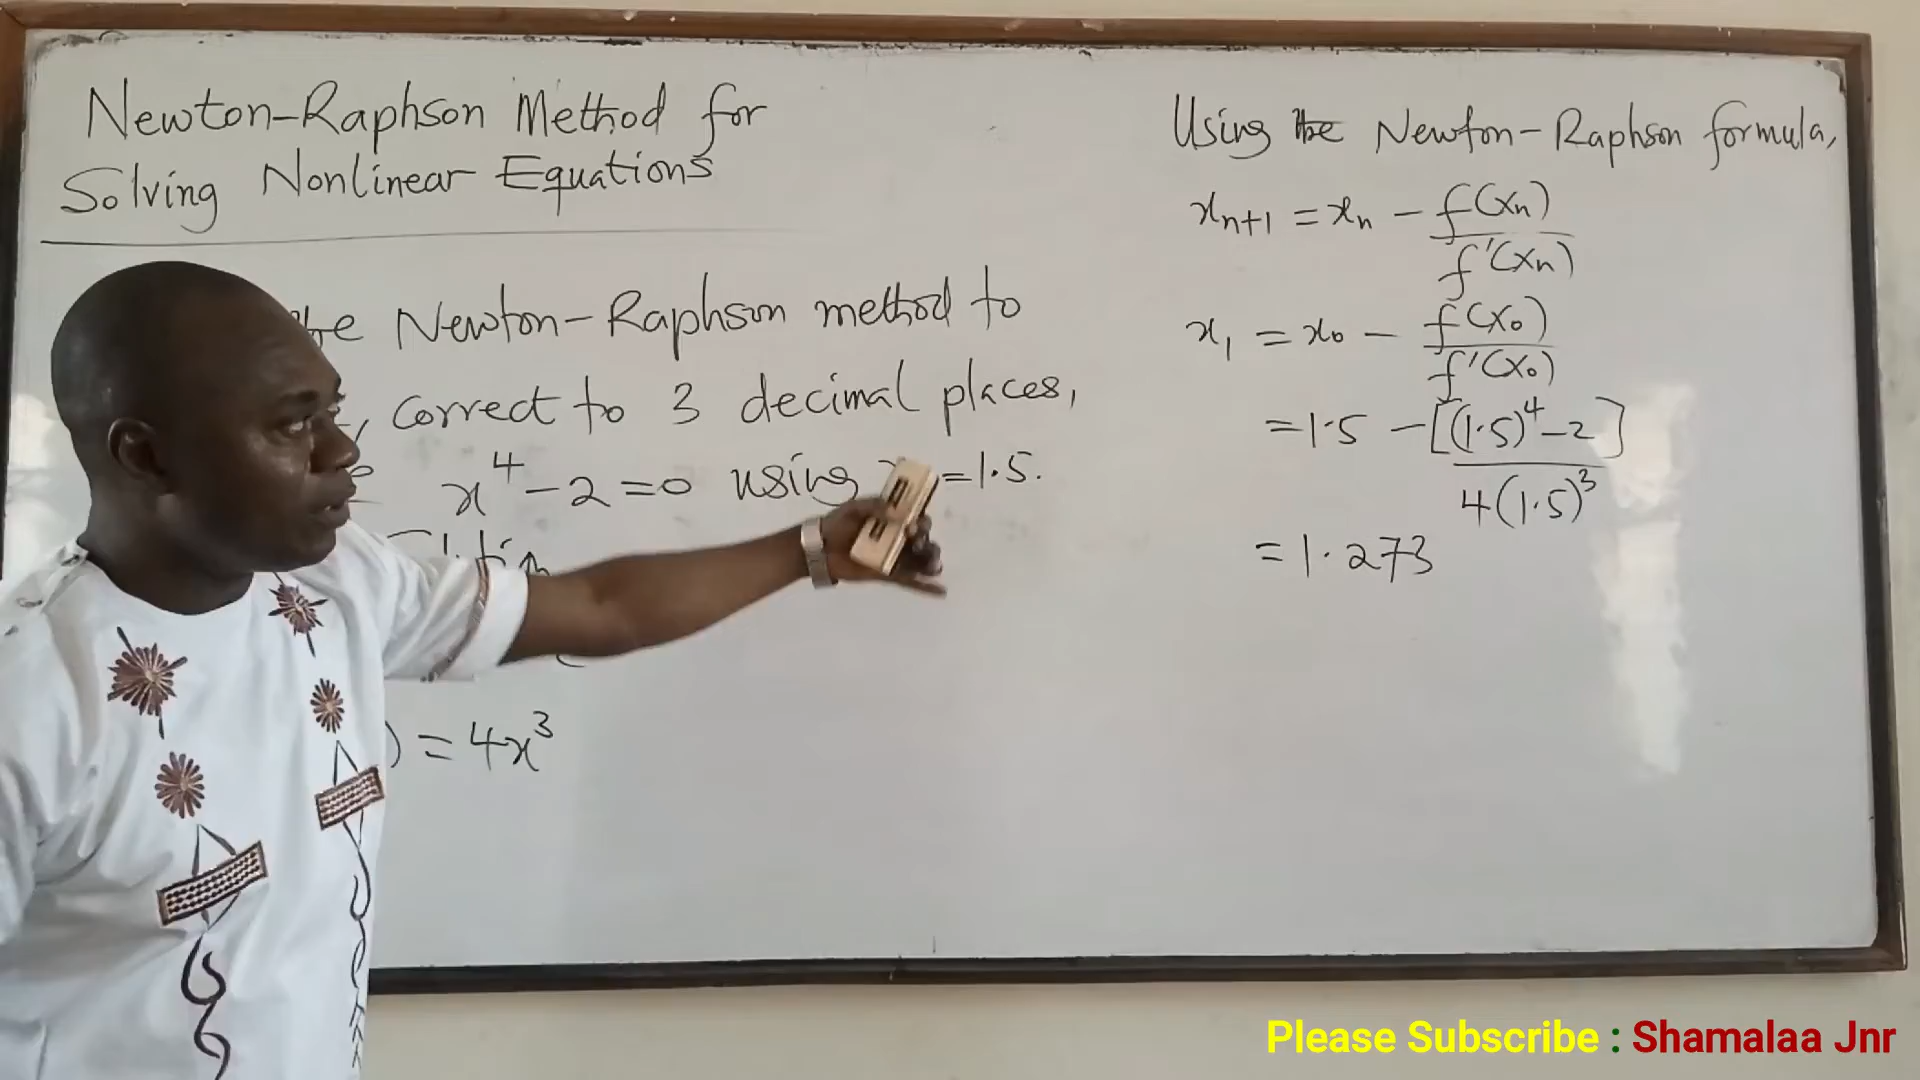 Newton-Raphson Method for
Solving Nonlinear Equations
the Newton-Raphson method to
, correct to 3 decimal places,
x⁴ - 2 = 0 using = 1.5.
) = 4x³
Using the Newton-Raphson formula,
xₙ₊₁ = xₙ - f(xₙ)
f'(xₙ)
x₁ = x₀ - f(x₀)
f'(x₀)
= 1.5 - [(1.5)⁴ - 2]
4(1.5)³
= 1.273
Please Subscribe : Shamalaa Jnr